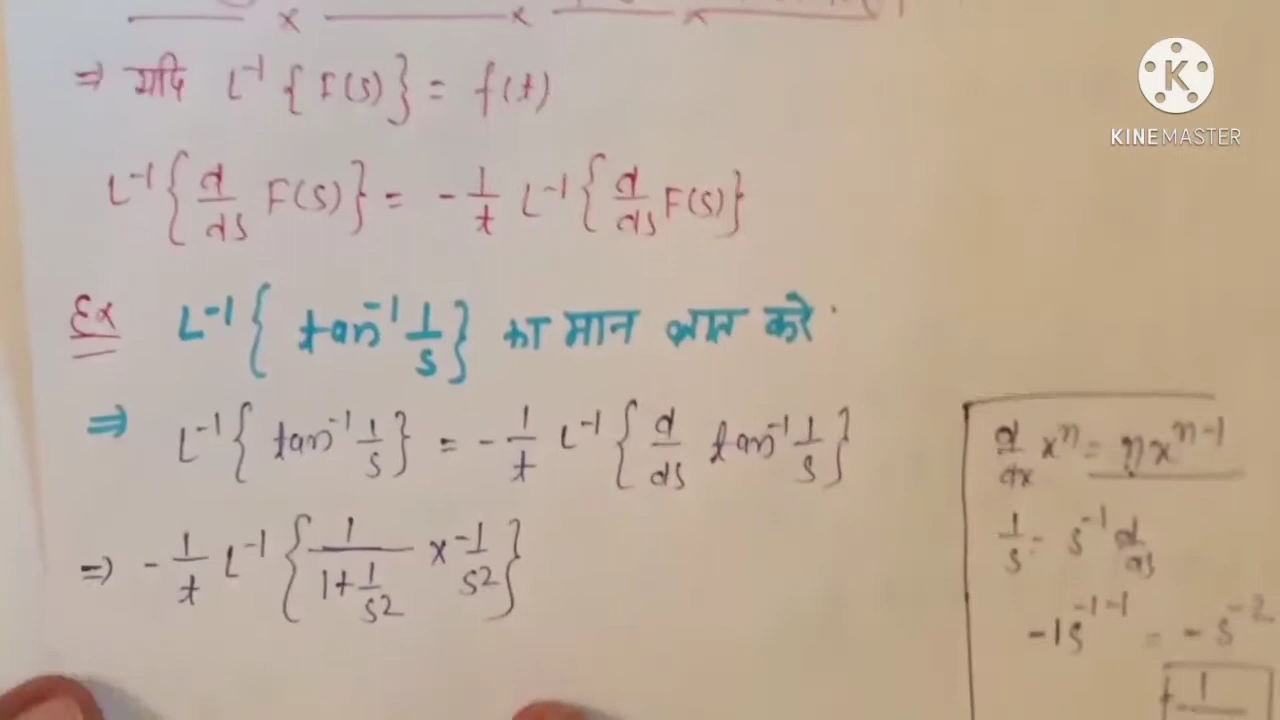 ⇒ यदि L⁻¹ { F(s) } = f(t)
KINEMASTER
L⁻¹ { d/ds F(s) } = - 1/t L⁻¹ { d/ds F(s) }
Ex L⁻¹ { tan⁻¹ 1/s } का मान ज्ञात करे
⇒ L⁻¹ { tan⁻¹ 1/s } = - 1/t L⁻¹ { d/ds tan⁻¹ 1/s }
⇒ - 1/t L⁻¹ { 1/(1+1/s²) × -1/s² }
d/dx xⁿ = nxⁿ⁻¹
1/s = s⁻¹ d/ds
-1s⁻¹⁻¹ = - s⁻²